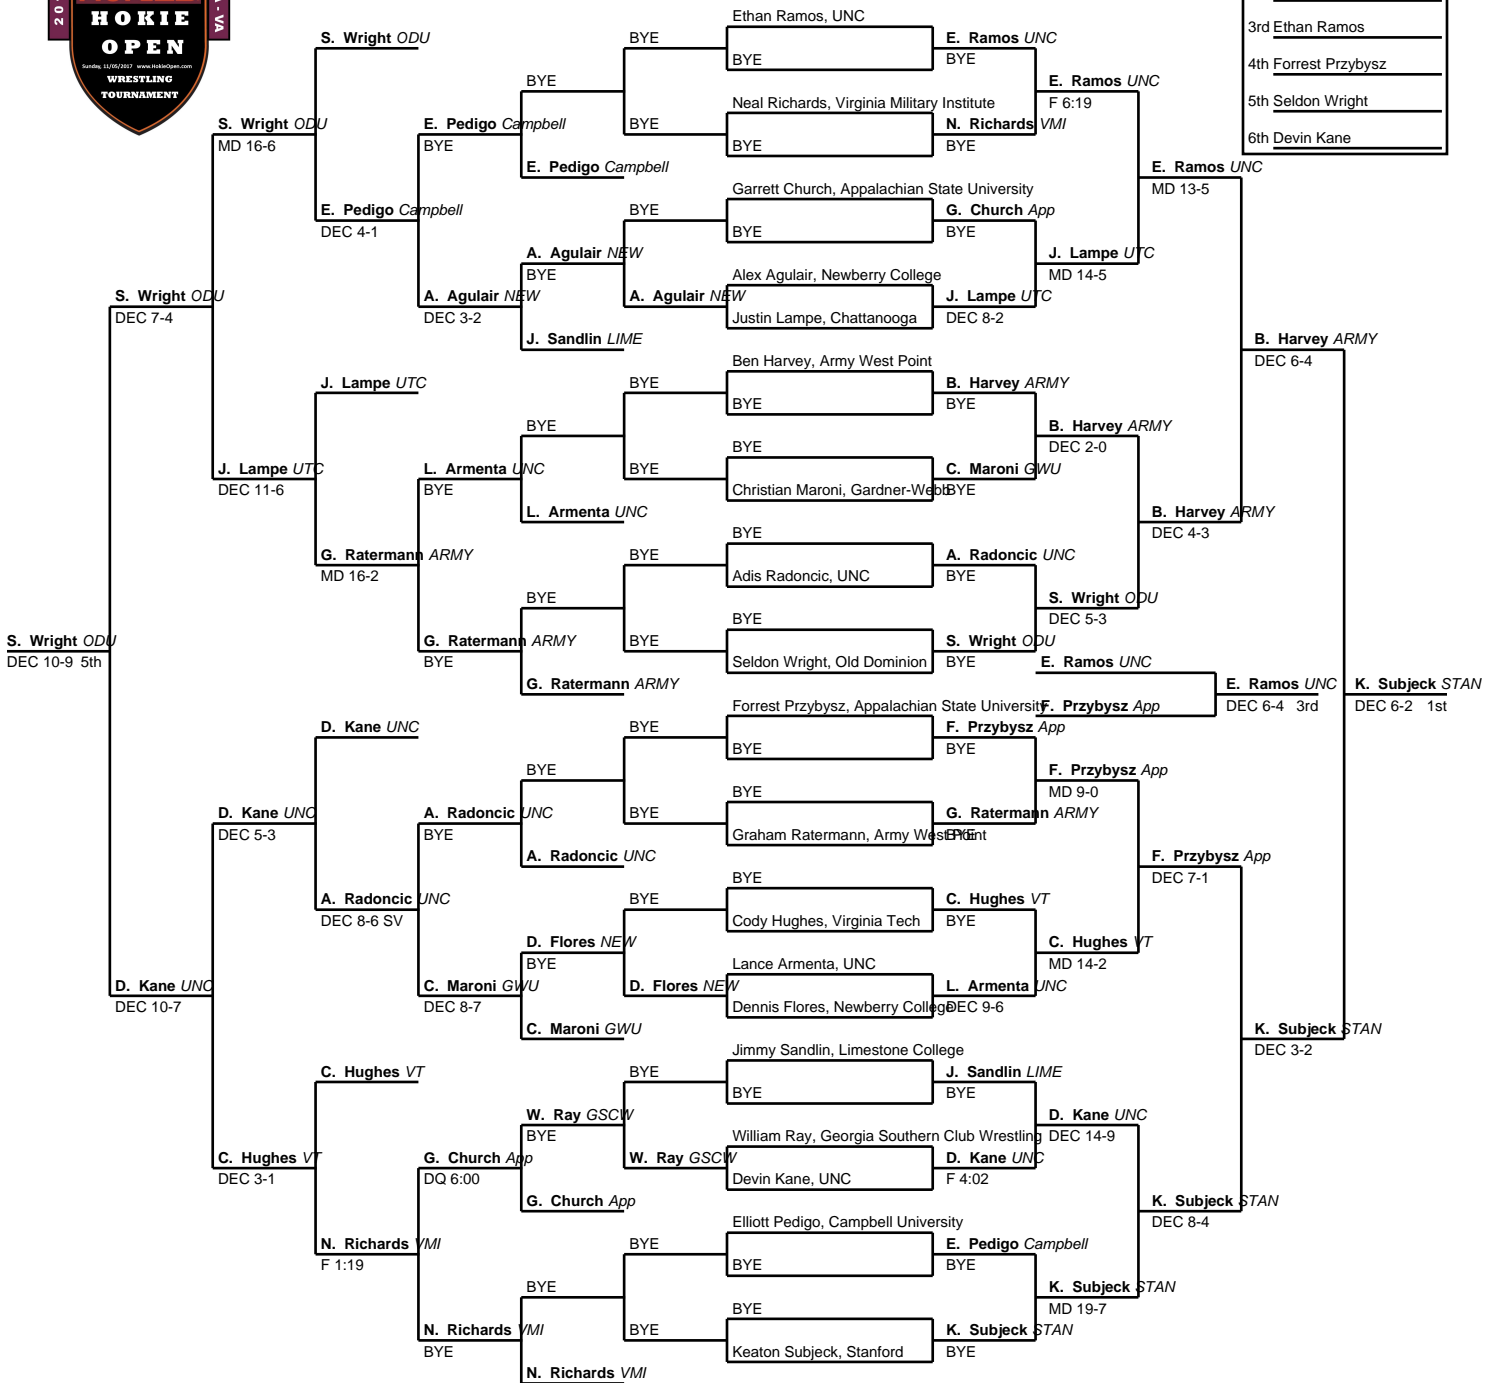 HOKIE
OPEN
Sunday, 11/05/2017 www.HokieOpen.com
WRESTLING
TOURNAMENT
3rd Ethan Ramos
4th Forrest Przybysz
5th Seldon Wright
6th Devin Kane
S. Wright ODU
DEC 10-9 5th
S. Wright ODU
DEC 7-4
D. Kane UNC
DEC 10-7
S. Wright ODU
MD 16-6
J. Lampe UTC
DEC 11-6
D. Kane UNC
DEC 5-3
C. Hughes VT
DEC 3-1
S. Wright ODU
E. Pedigo Campbell
DEC 4-1
J. Lampe UTC
G. Ratermann ARMY
MD 16-2
D. Kane UNC
A. Radoncic UNC
DEC 8-6 SV
C. Hughes VT
N. Richards VMI
F 1:19
E. Pedigo Campbell
BYE
A. Agulair NEW
DEC 3-2
L. Armenta UNC
BYE
G. Ratermann ARMY
BYE
A. Radoncic UNC
BYE
C. Maroni GWU
DEC 8-7
G. Church App
DQ 6:00
N. Richards VMI
BYE
BYE
E. Pedigo Campbell
A. Agulair NEW
BYE
J. Sandlin LIME
BYE
L. Armenta UNC
BYE
G. Ratermann ARMY
BYE
A. Radoncic UNC
D. Flores NEW
BYE
C. Maroni GWU
W. Ray GSCW
BYE
G. Church App
BYE
N. Richards VMI
BYE
BYE
BYE
A. Agulair NEW
BYE
BYE
BYE
BYE
BYE
BYE
BYE
D. Flores NEW
BYE
W. Ray GSCW
BYE
BYE
Ethan Ramos, UNC
BYE
Neal Richards, Virginia Military Institute
BYE
Garrett Church, Appalachian State University
BYE
Alex Agulair, Newberry College
Justin Lampe, Chattanooga
Ben Harvey, Army West Point
BYE
BYE
Christian Maroni, Gardner-Webb
BYE
Adis Radoncic, UNC
BYE
Seldon Wright, Old Dominion
Forrest Przybysz, Appalachian State University
BYE
BYE
Graham Ratermann, Army West Point
BYE
Cody Hughes, Virginia Tech
Lance Armenta, UNC
Dennis Flores, Newberry College
Jimmy Sandlin, Limestone College
BYE
William Ray, Georgia Southern Club Wrestling
Devin Kane, UNC
Elliott Pedigo, Campbell University
BYE
BYE
Keaton Subjeck, Stanford
E. Ramos UNC
BYE
N. Richards VMI
BYE
G. Church App
BYE
J. Lampe UTC
DEC 8-2
B. Harvey ARMY
BYE
C. Maroni GWU
BYE
A. Radoncic UNC
BYE
S. Wright ODU
BYE
F. Przybysz App
BYE
G. Ratermann ARMY
BYE
C. Hughes VT
BYE
L. Armenta UNC
DEC 9-6
J. Sandlin LIME
BYE
D. Kane UNC
F 4:02
E. Pedigo Campbell
BYE
K. Subjeck STAN
BYE
E. Ramos UNC
F 6:19
J. Lampe UTC
MD 14-5
B. Harvey ARMY
DEC 2-0
S. Wright ODU
DEC 5-3
E. Ramos UNC
F. Przybysz App
F. Przybysz App
MD 9-0
C. Hughes VT
MD 14-2
D. Kane UNC
DEC 14-9
K. Subjeck STAN
MD 19-7
E. Ramos UNC
MD 13-5
B. Harvey ARMY
DEC 4-3
F. Przybysz App
DEC 7-1
K. Subjeck STAN
DEC 8-4
E. Ramos UNC
DEC 6-4 3rd
B. Harvey ARMY
DEC 6-4
K. Subjeck STAN
DEC 3-2
K. Subjeck STAN
DEC 6-2 1st